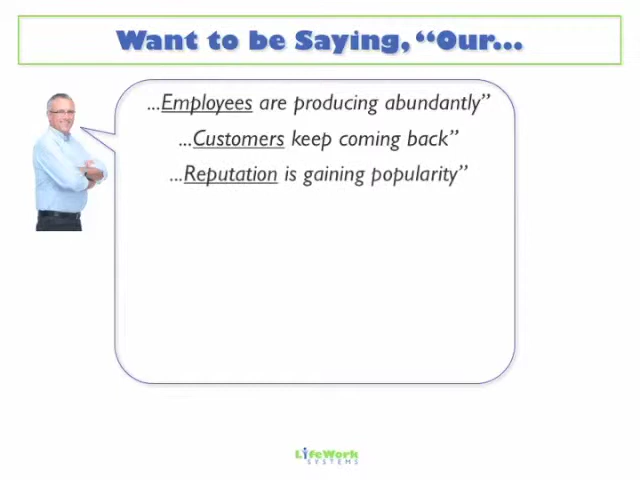 Want to be Saying, “Our...
...Employees are producing abundantly”
...Customers keep coming back”
...Reputation is gaining popularity”
LifeWork
SYSTEMS